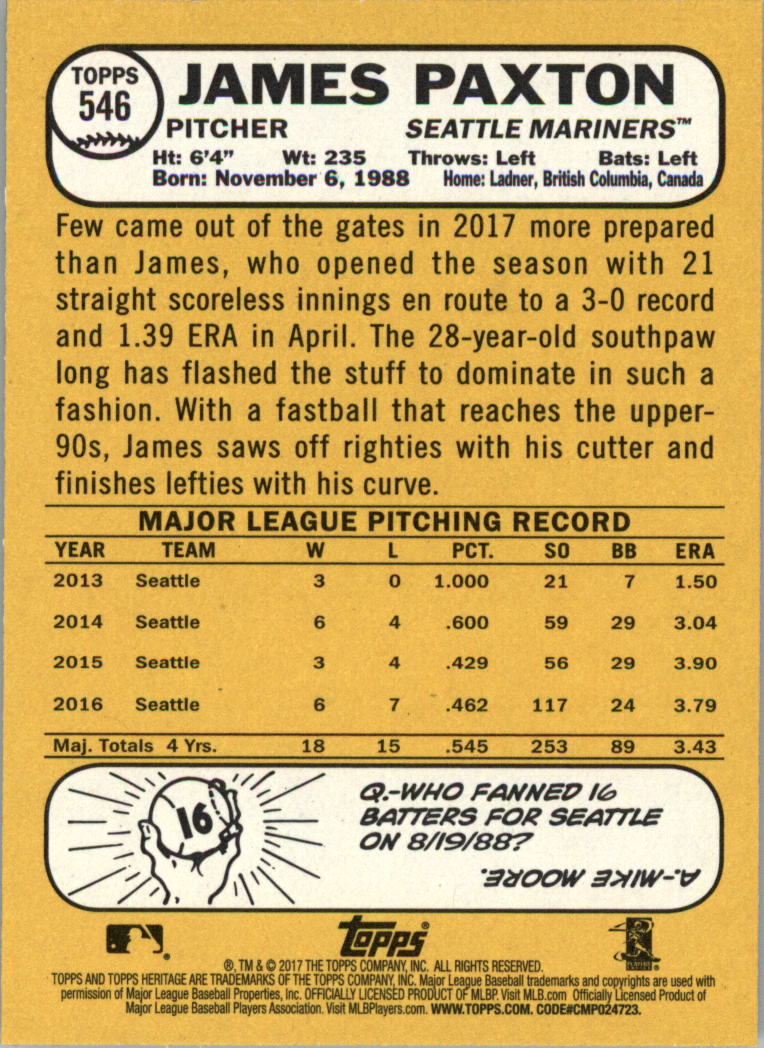 TOPPS
546
JAMES PAXTON
PITCHER SEATTLE MARINERS™
Ht: 6'4" Wt: 235 Throws: Left Bats: Left
Born: November 6, 1988 Home: Ladner, British Columbia, Canada
Few came out of the gates in 2017 more prepared
than James, who opened the season with 21
straight scoreless innings en route to a 3-0 record
and 1.39 ERA in April. The 28-year-old southpaw
long has flashed the stuff to dominate in such a
fashion. With a fastball that reaches the upper-
90s, James saws off righties with his cutter and
finishes lefties with his curve.
MAJOR LEAGUE PITCHING RECORD
YEAR TEAM W L PCT. SO BB ERA
2013 Seattle 3 0 1.000 21 7 1.50
2014 Seattle 6 4 .600 59 29 3.04
2015 Seattle 3 4 .429 56 29 3.90
2016 Seattle 6 7 .462 117 24 3.79
Maj. Totals 4 Yrs. 18 15 .545 253 89 3.43
16
Q.-WHO FANNED 16
BATTERS FOR SEATTLE
ON 8/19/88?
A.-MIKE MOORE.
Topps®
®, TM & © 2017 THE TOPPS COMPANY, INC. ALL RIGHTS RESERVED.
TOPPS AND TOPPS HERITAGE ARE TRADEMARKS OF THE TOPPS COMPANY, INC. Major League Baseball trademarks and copyrights are used with
permission of Major League Baseball Properties, Inc. OFFICIALLY LICENSED PRODUCT OF MLBP. Visit MLB.com Officially Licensed Product of
Major League Baseball Players Association. Visit MLBPlayers.com. WWW.TOPPS.COM. CODE#CMP024723.